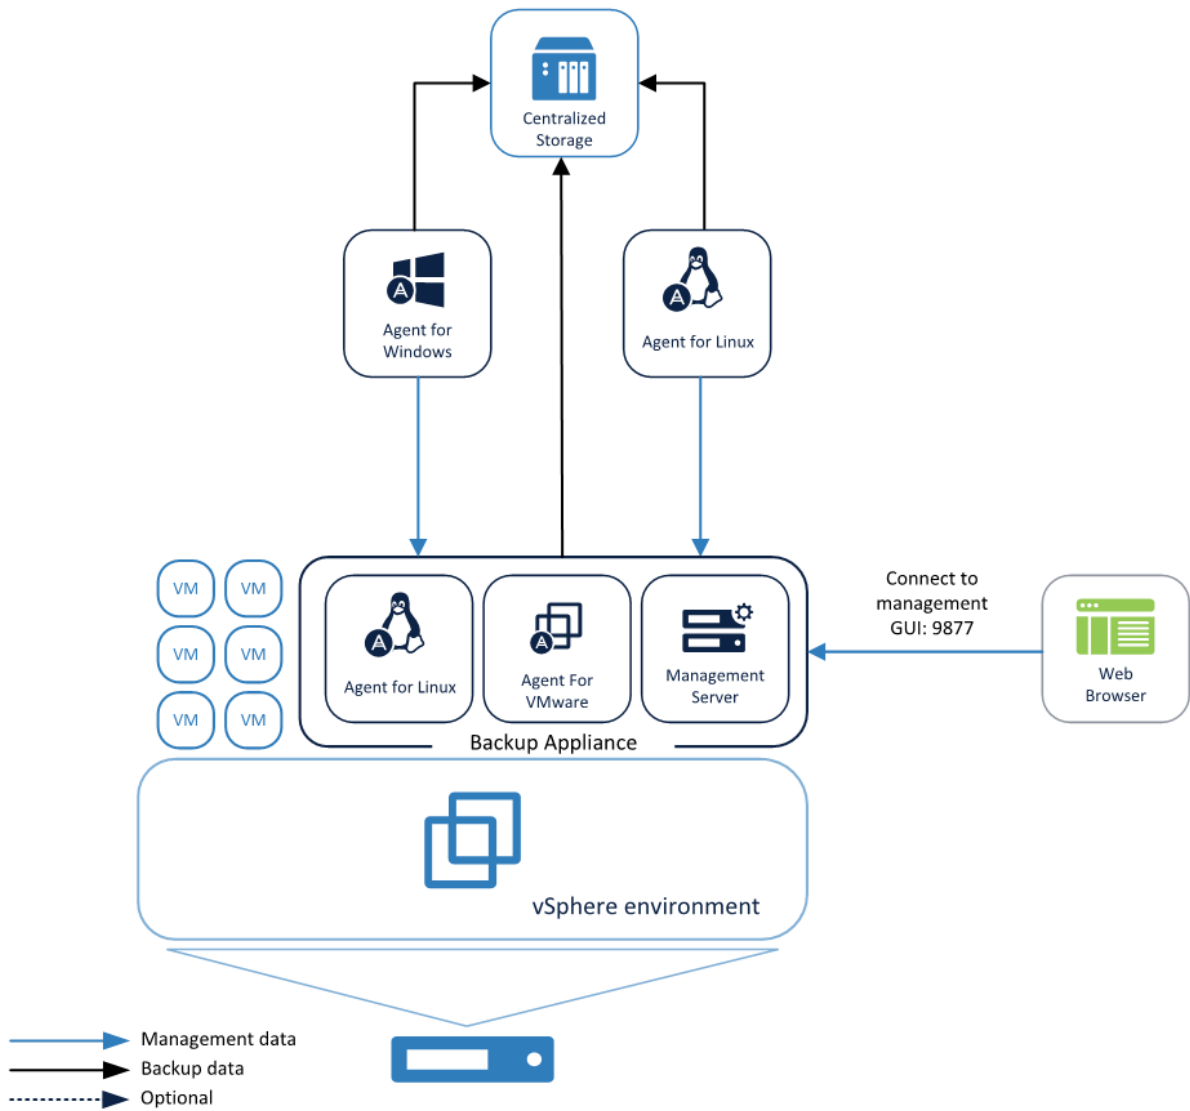 Centralized
Storage
Agent for
Windows
Agent for Linux
VM
VM
VM
VM
VM
VM
Agent for Linux
Agent For
VMware
Management
Server
Backup Appliance
Connect to
management
GUI: 9877
Web
Browser
vSphere environment
Management data
Backup data
Optional